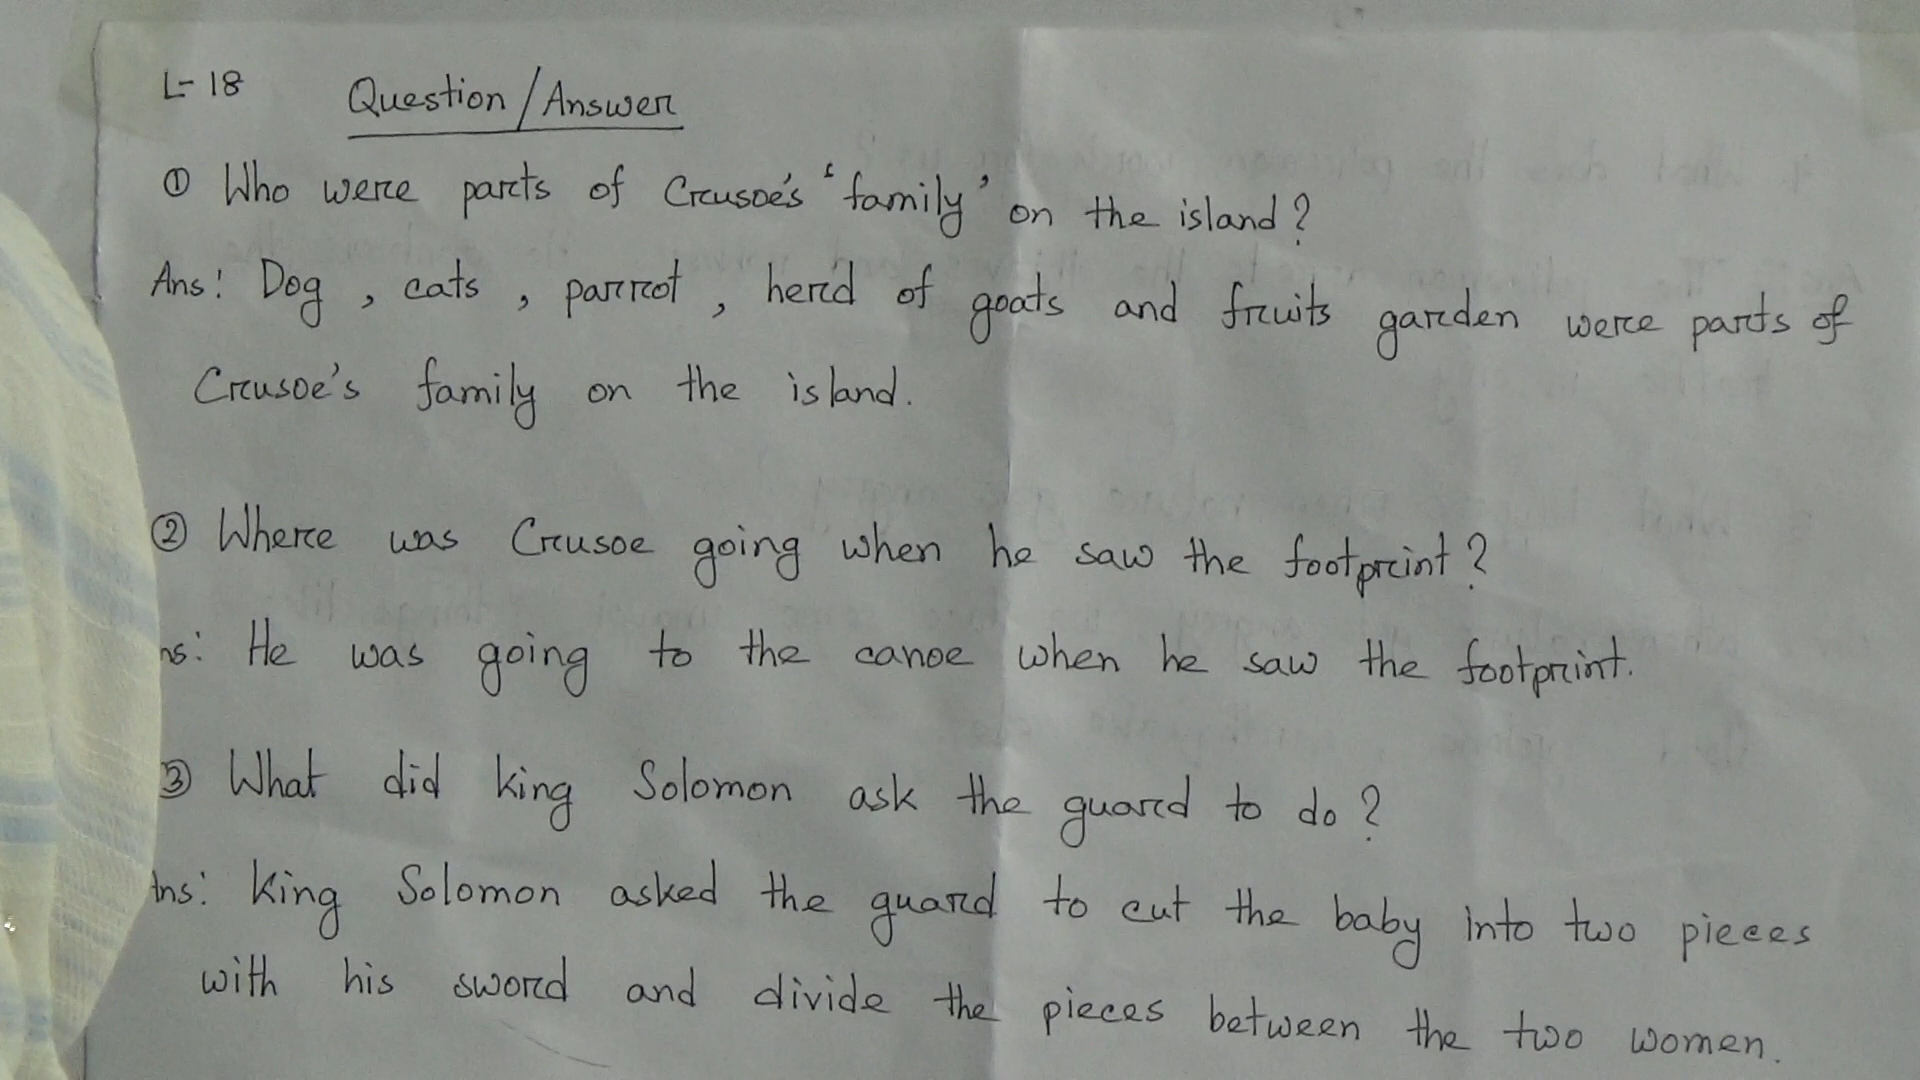 L-18 Question/Answer
① Who were parts of Crusoe's 'family' on the island?
Ans: Dog, cats, parrot, herd of goats and fruits garden were parts of
Crusoe's family on the island.
② Where was Crusoe going when he saw the footprint?
ns: He was going to the canoe when he saw the footprint.
③ What did king Solomon ask the guard to do?
Ans: King Solomon asked the guard to cut the baby into two pieces
with his sword and divide the pieces between the two women.